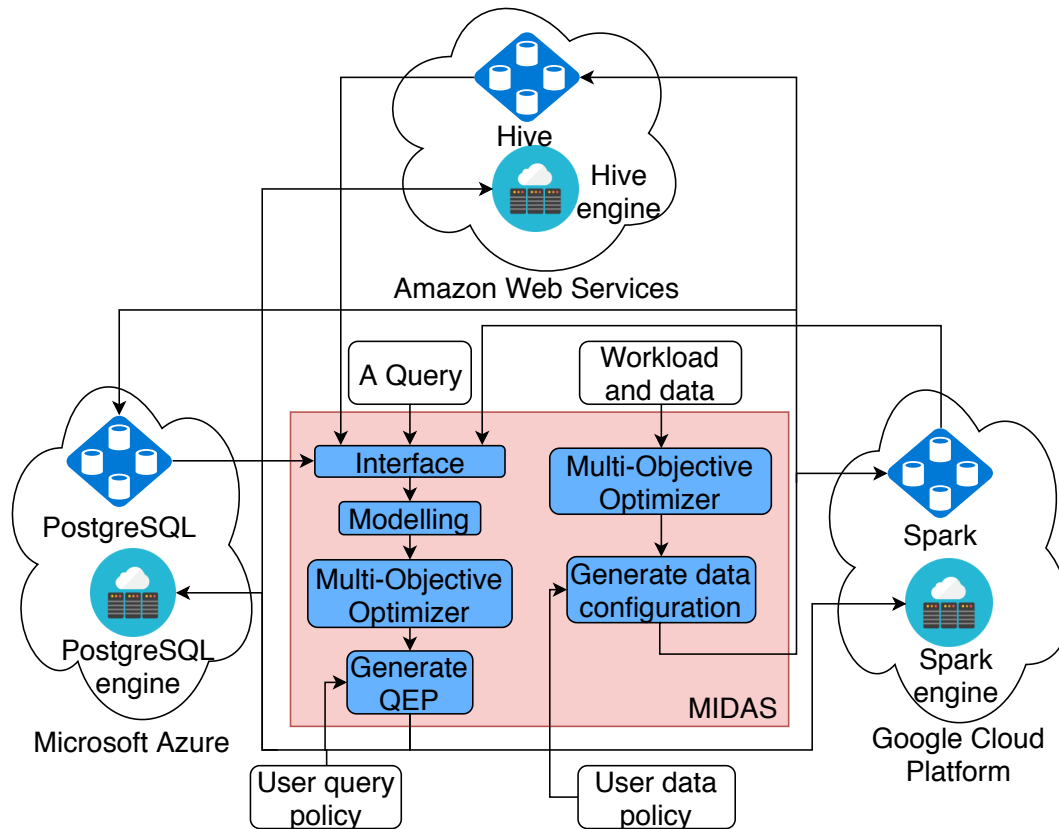 Hive
Hive
engine
Amazon Web Services
A Query
Workload
and data
Interface
Multi-Objective
Optimizer
Modelling
PostgreSQL
Spark
Multi-Objective
Optimizer
Generate data
configuration
PostgreSQL
engine
Generate
QEP
Spark
engine
MIDAS
Microsoft Azure
Google Cloud
Platform
User query
policy
User data
policy